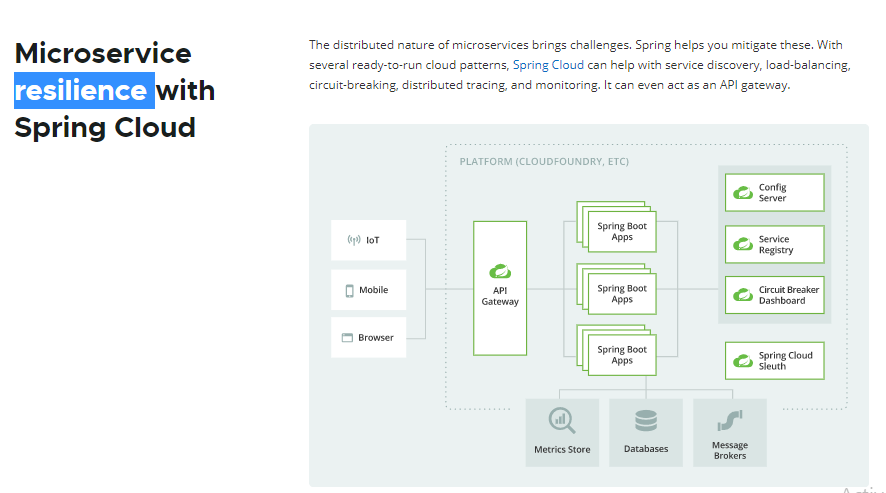 Microservice
resilience with
Spring Cloud
The distributed nature of microservices brings challenges. Spring helps you mitigate these. With
several ready-to-run cloud patterns, Spring Cloud can help with service discovery, load-balancing,
circuit-breaking, distributed tracing, and monitoring. It can even act as an API gateway.
PLATFORM (CLOUDFOUNDRY, ETC)
IoT
Mobile
Browser
API
Gateway
Spring Boot
Apps
Spring Boot
Apps
Spring Boot
Apps
Config
Server
Service
Registry
Circuit Breaker
Dashboard
Spring Cloud
Sleuth
Metrics Store
Databases
Message
Brokers